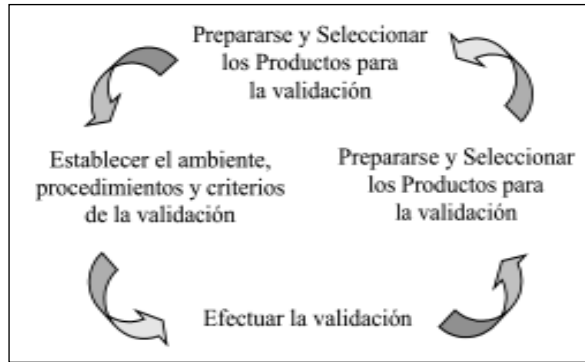 Prepararse y Seleccionar
los Productos para
la validación
Establecer el ambiente,
procedimientos y criterios
de la validación
Prepararse y Seleccionar
los Productos para
la validación
Efectuar la validación